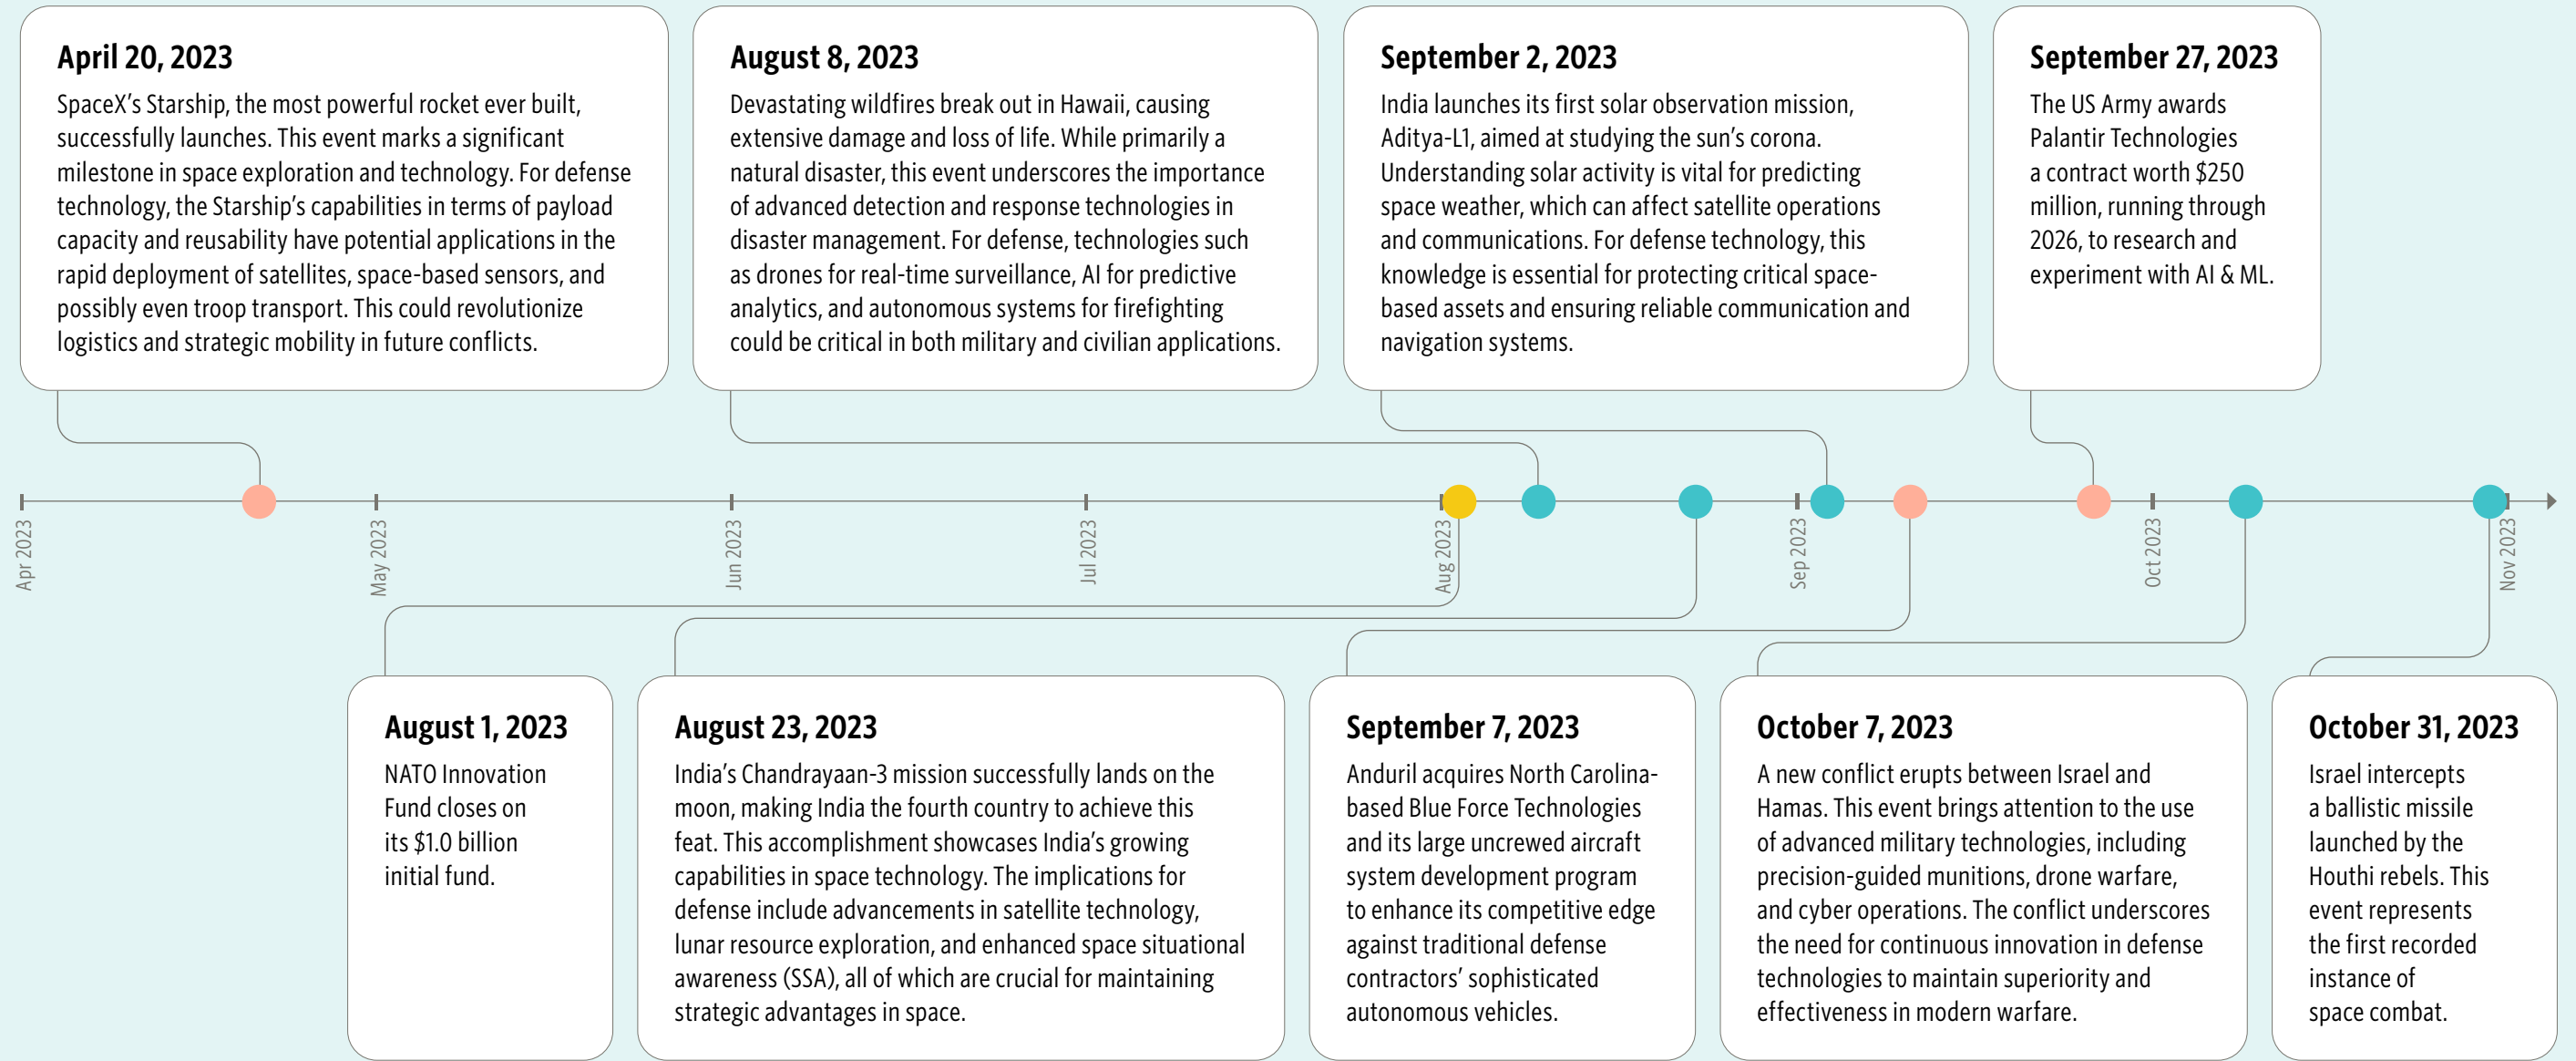 April 20, 2023
SpaceX’s Starship, the most powerful rocket ever built,
successfully launches. This event marks a significant
milestone in space exploration and technology. For defense
technology, the Starship’s capabilities in terms of payload
capacity and reusability have potential applications in the
rapid deployment of satellites, space-based sensors, and
possibly even troop transport. This could revolutionize
logistics and strategic mobility in future conflicts.
August 8, 2023
Devastating wildfires break out in Hawaii, causing
extensive damage and loss of life. While primarily a
natural disaster, this event underscores the importance
of advanced detection and response technologies in
disaster management. For defense, technologies such
as drones for real-time surveillance, AI for predictive
analytics, and autonomous systems for firefighting
could be critical in both military and civilian applications.
September 2, 2023
India launches its first solar observation mission,
Aditya-L1, aimed at studying the sun’s corona.
Understanding solar activity is vital for predicting
space weather, which can affect satellite operations
and communications. For defense technology, this
knowledge is essential for protecting critical space-
based assets and ensuring reliable communication and
navigation systems.
September 27, 2023
The US Army awards
Palantir Technologies
a contract worth $250
million, running through
2026, to research and
experiment with AI & ML.
Apr 2023
May 2023
Jun 2023
Jul 2023
Aug 2023
Sep 2023
Oct 2023
Nov 2023
August 1, 2023
NATO Innovation
Fund closes on
its $1.0 billion
initial fund.
August 23, 2023
India’s Chandrayaan-3 mission successfully lands on the
moon, making India the fourth country to achieve this
feat. This accomplishment showcases India’s growing
capabilities in space technology. The implications for
defense include advancements in satellite technology,
lunar resource exploration, and enhanced space situational
awareness (SSA), all of which are crucial for maintaining
strategic advantages in space.
September 7, 2023
Anduril acquires North Carolina-
based Blue Force Technologies
and its large uncrewed aircraft
system development program
to enhance its competitive edge
against traditional defense
contractors’ sophisticated
autonomous vehicles.
October 7, 2023
A new conflict erupts between Israel and
Hamas. This event brings attention to the use
of advanced military technologies, including
precision-guided munitions, drone warfare,
and cyber operations. The conflict underscores
the need for continuous innovation in defense
technologies to maintain superiority and
effectiveness in modern warfare.
October 31, 2023
Israel intercepts
a ballistic missile
launched by the
Houthi rebels. This
event represents
the first recorded
instance of
space combat.